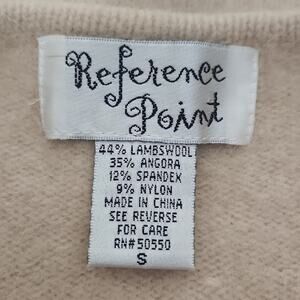 Reference
Point
44% LAMBSWOOL
35% ANGORA
12% SPANDEX
9% NYLON
MADE IN CHINA
SEE REVERSE
FOR CARE
RN#50550
S